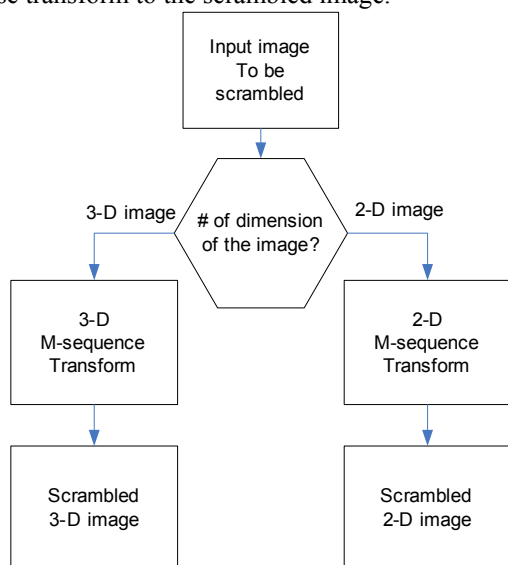 se transform to the scrambled image.
Input image
To be
scrambled
3-D image
# of dimension
of the image?
2-D image
3-D
M-sequence
Transform
2-D
M-sequence
Transform
Scrambled
3-D image
Scrambled
2-D image